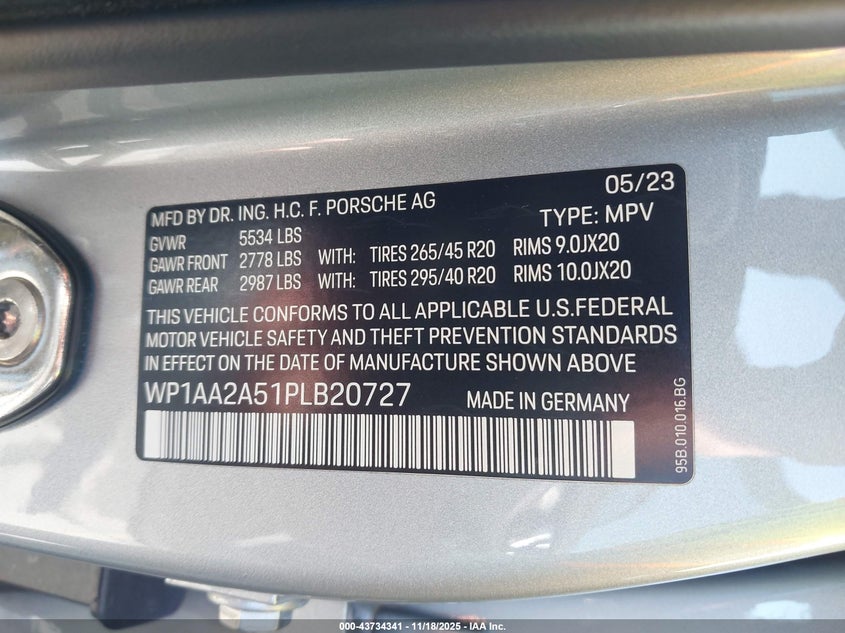 05/23
MFD BY DR. ING. H.C. F. PORSCHE AG
TYPE: MPV
GVWR 5534 LBS
GAWR FRONT 2778 LBS WITH: TIRES 265/45 R20 RIMS 9.0JX20
GAWR REAR 2987 LBS WITH: TIRES 295/40 R20 RIMS 10.0JX20
THIS VEHICLE CONFORMS TO ALL APPLICABLE U.S.FEDERAL
MOTOR VEHICLE SAFETY AND THEFT PREVENTION STANDARDS
IN EFFECT ON THE DATE OF MANUFACTURE SHOWN ABOVE
WP1AA2A51PLB20727 MADE IN GERMANY
95B.010.016.BG
000-43734341 | 11/18/2025 - IAA Inc.